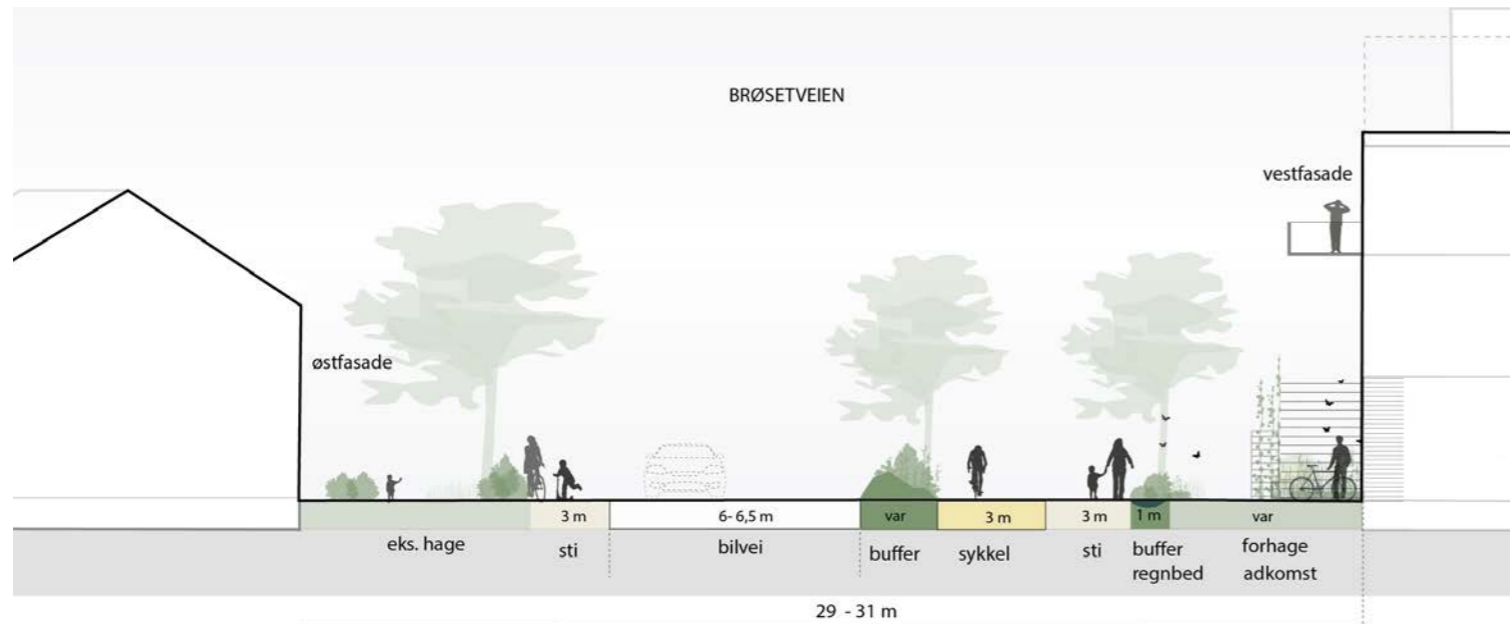 BRØSETVEIEN
vestfasade
østfasade
3 m
6- 6,5 m
var
3 m
3 m
1 m
var
eks. hage
sti
bilvei
buffer
sykkel
sti
buffer
regnbed
forhage
adkomst
29 - 31 m